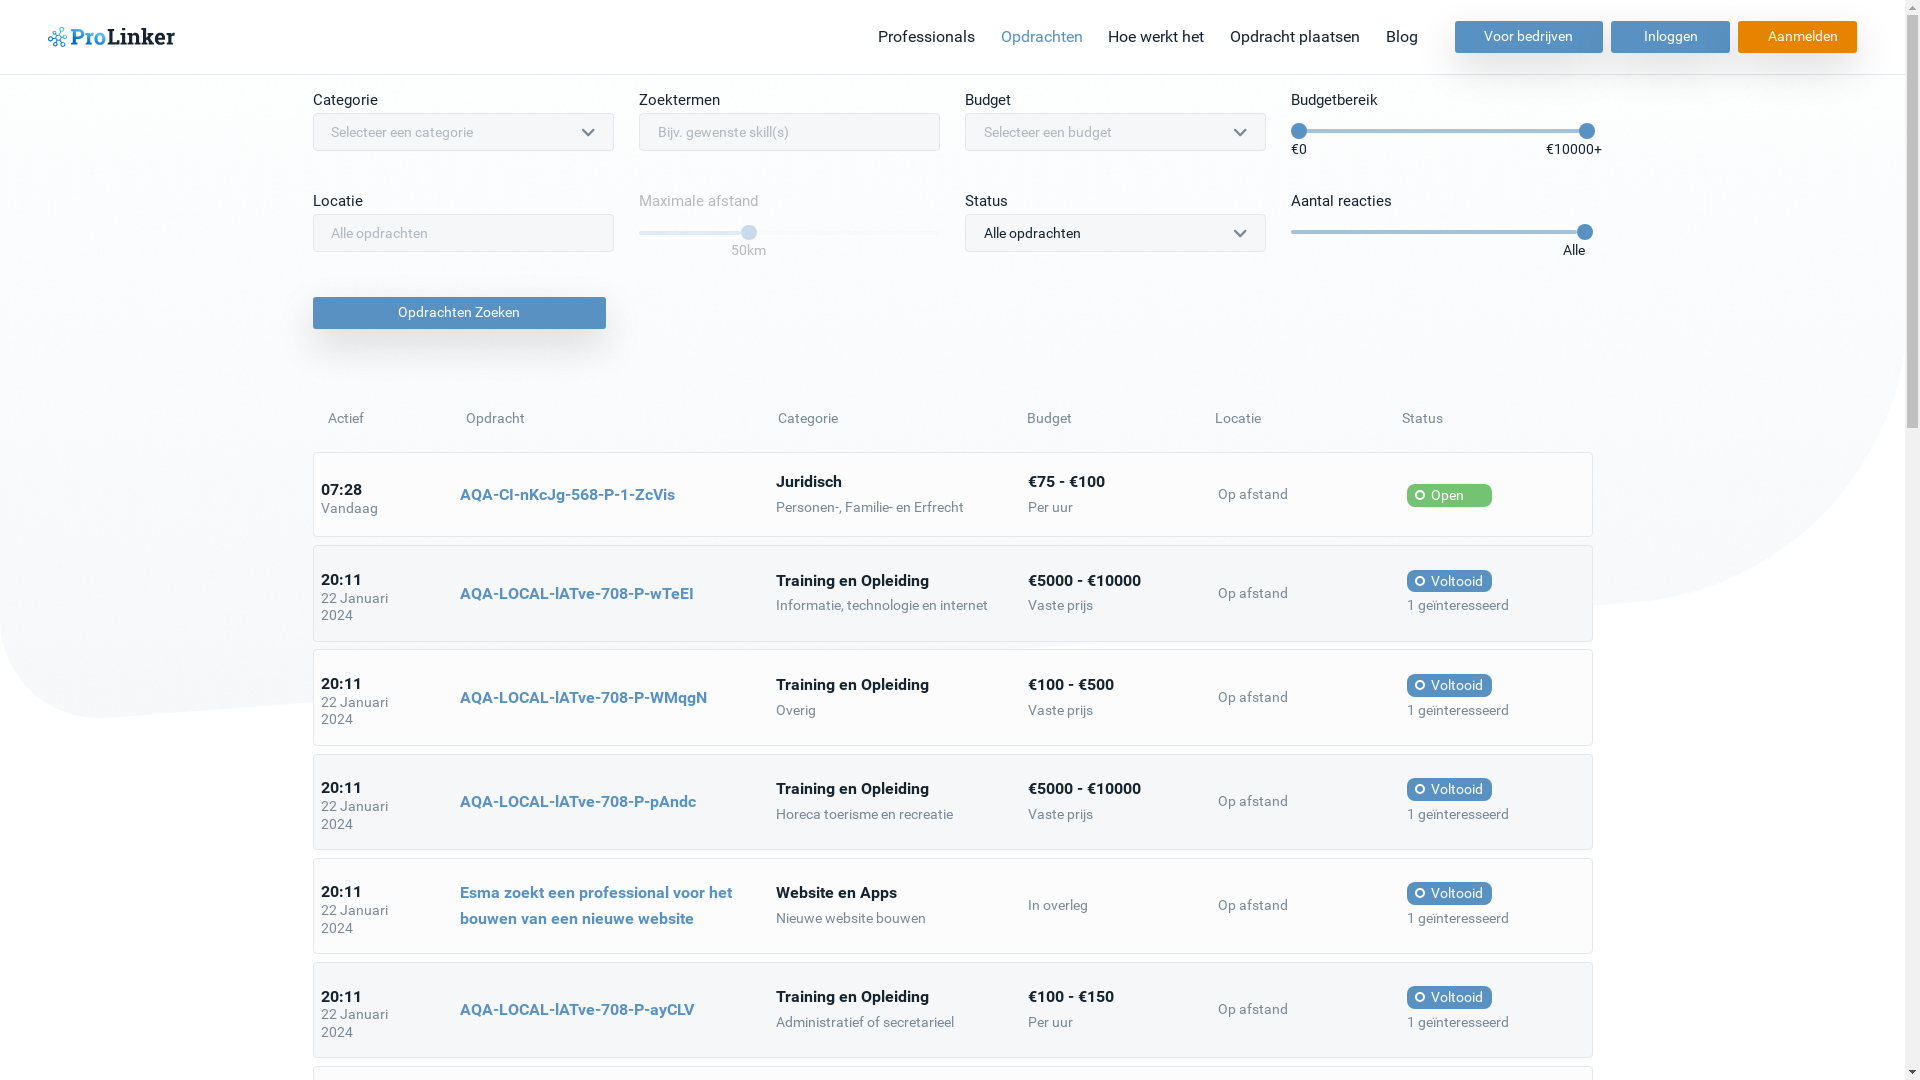 ProLinker
Professionals
Opdrachten
Hoe werkt het
Opdracht plaatsen
Blog
Voor bedrijven
Inloggen
Aanmelden
Categorie
Selecteer een categorie
Zoektermen
Bijv. gewenste skill(s)
Budget
Selecteer een budget
Budgetbereik
€0
€10000+
Locatie
Alle opdrachten
Maximale afstand
50km
Status
Alle opdrachten
Aantal reacties
Alle
Opdrachten Zoeken
Actief
Opdracht
Categorie
Budget
Locatie
Status
07:28
Vandaag
AQA-CI-nKcJg-568-P-1-ZcVis
Juridisch
Personen-, Familie- en Erfrecht
€75 - €100
Per uur
Op afstand
Open
20:11
22 Januari
2024
AQA-LOCAL-lATve-708-P-wTeEI
Training en Opleiding
Informatie, technologie en internet
€5000 - €10000
Vaste prijs
Op afstand
Voltooid
1 geïnteresseerd
20:11
22 Januari
2024
AQA-LOCAL-lATve-708-P-WMqgN
Training en Opleiding
Overig
€100 - €500
Vaste prijs
Op afstand
Voltooid
1 geïnteresseerd
20:11
22 Januari
2024
AQA-LOCAL-lATve-708-P-pAndc
Training en Opleiding
Horeca toerisme en recreatie
€5000 - €10000
Vaste prijs
Op afstand
Voltooid
1 geïnteresseerd
20:11
22 Januari
2024
Esma zoekt een professional voor het
bouwen van een nieuwe website
Website en Apps
Nieuwe website bouwen
In overleg
Op afstand
Voltooid
1 geïnteresseerd
20:11
22 Januari
2024
AQA-LOCAL-lATve-708-P-ayCLV
Training en Opleiding
Administratief of secretarieel
€100 - €150
Per uur
Op afstand
Voltooid
1 geïnteresseerd